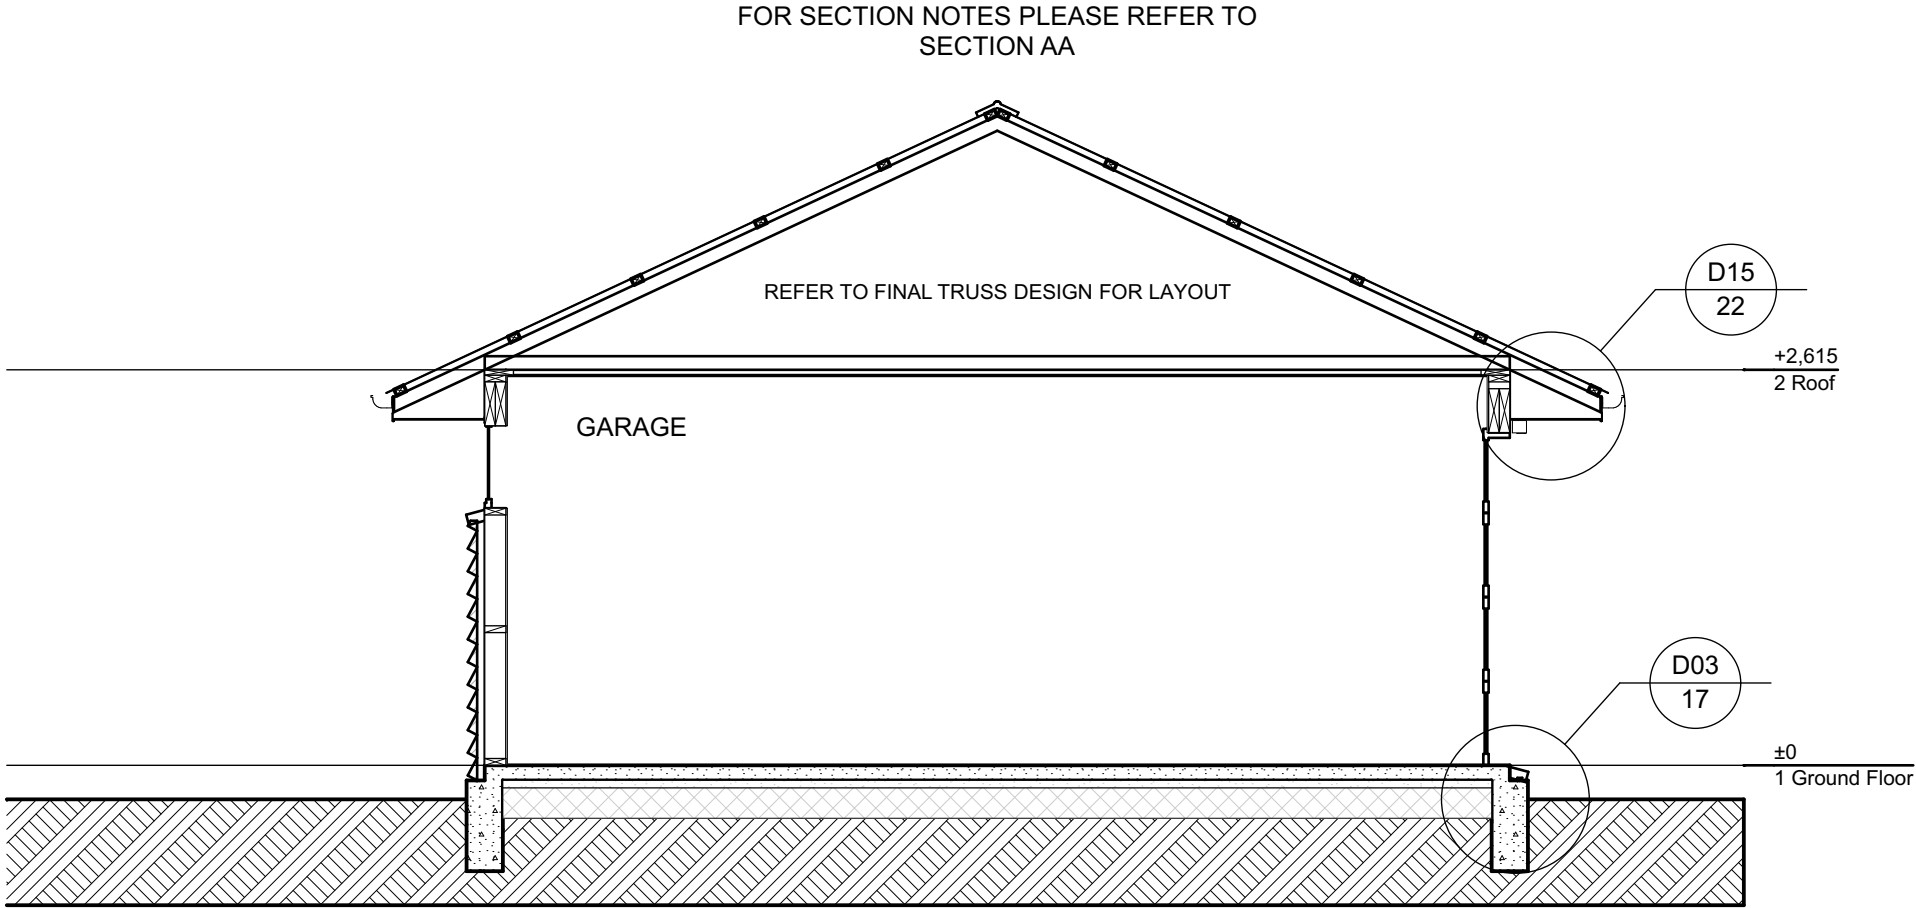 FOR SECTION NOTES PLEASE REFER TO
SECTION AA
REFER TO FINAL TRUSS DESIGN FOR LAYOUT
D15
22
+2,615
2 Roof
GARAGE
D03
17
±0
1 Ground Floor